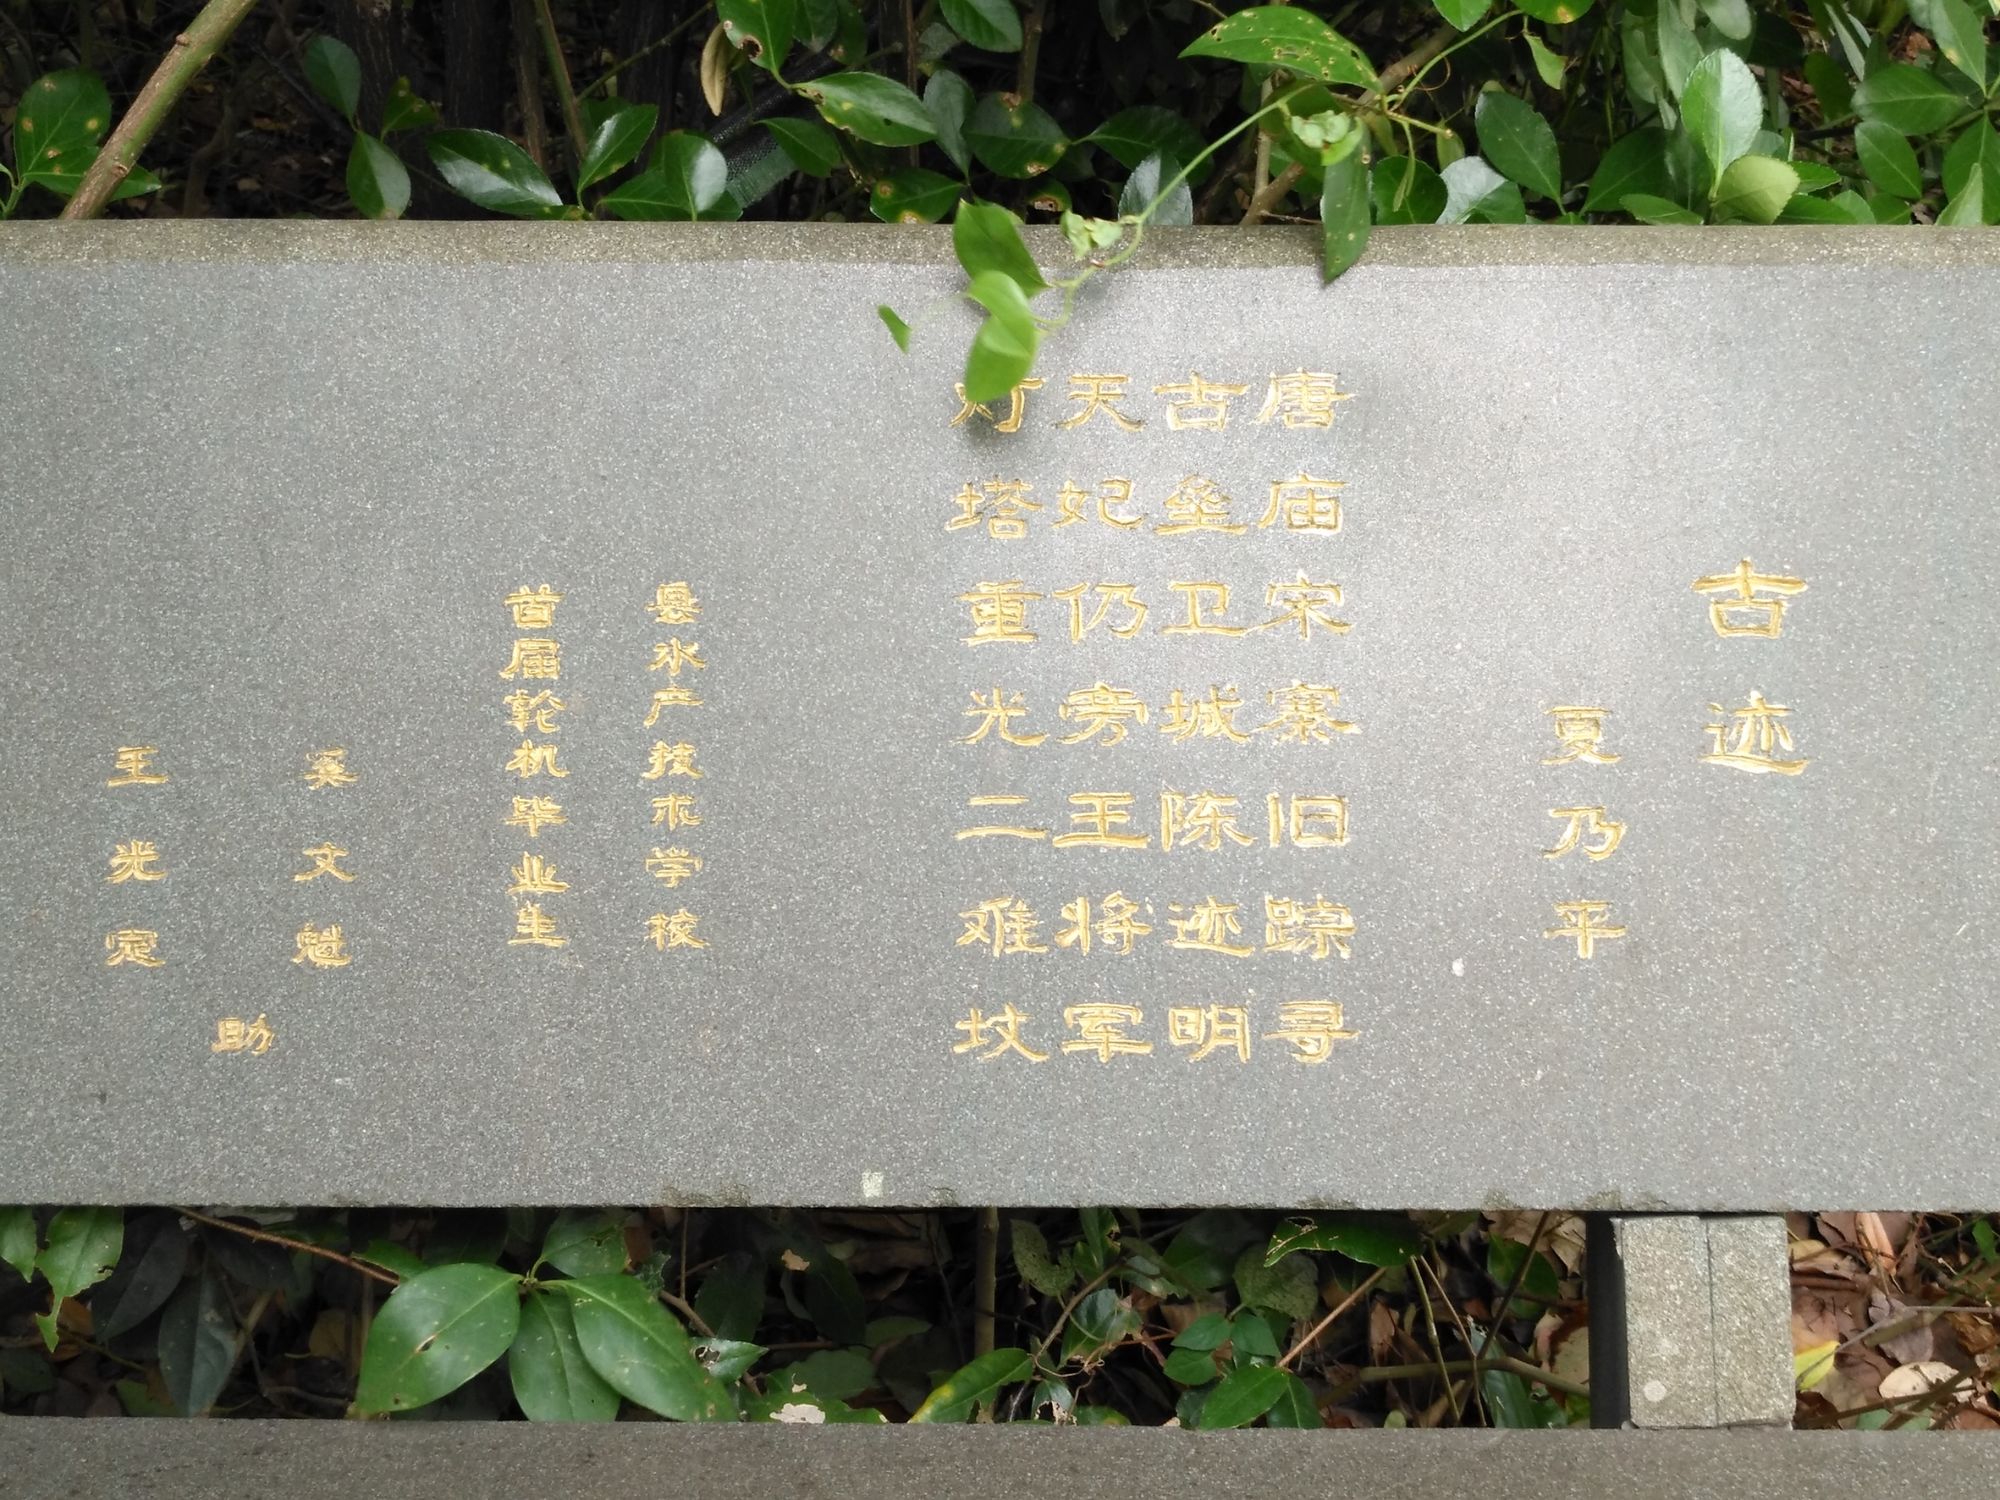 古迹
夏乃平
唐庙宋寨旧踪寻
古垒卫城陈迹明
天妃仍旁王将军
灯塔重光二难坟
县水产技术学校
首届轮机毕业生
奚文魁
王光定
助